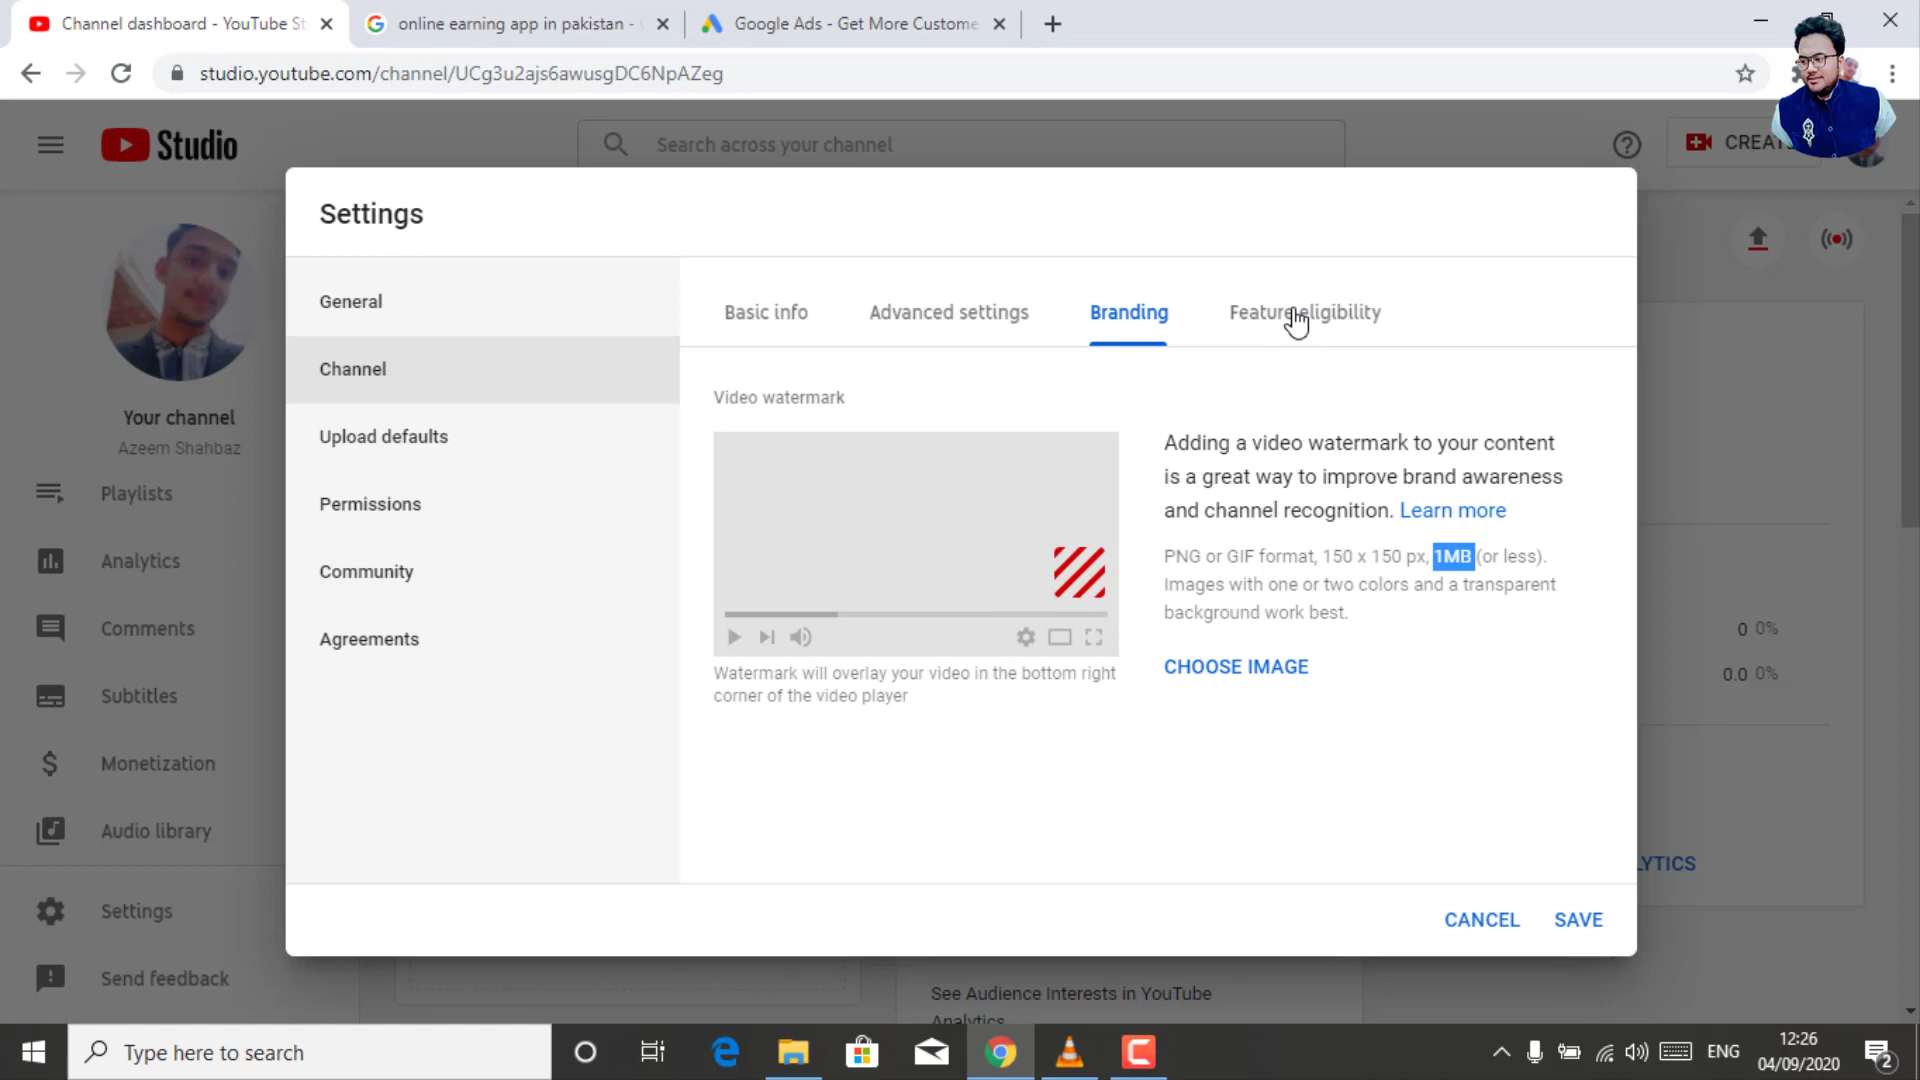 Channel dashboard - YouTube St
online earning app in pakistan -
Google Ads - Get More Custome
studio.youtube.com/channel/UCg3u2ajs6awusgDC6NpAZeg
Studio
Search across your channel
CREAT
Settings
General
Channel
Upload defaults
Permissions
Community
Agreements
Basic info
Advanced settings
Branding
Feature eligibility
Video watermark
Adding a video watermark to your content
is a great way to improve brand awareness
and channel recognition. Learn more
PNG or GIF format, 150 x 150 px, 1MB (or less).
Images with one or two colors and a transparent
background work best.
CHOOSE IMAGE
Watermark will overlay your video in the bottom right
corner of the video player
CANCEL
SAVE
Your channel
Azeem Shahbaz
Playlists
Analytics
Comments
Subtitles
Monetization
Audio library
Settings
Send feedback
0 0%
0.0 0%
LYTICS
See Audience Interests in YouTube
Analytics
Type here to search
ENG
12:26
04/09/2020
2